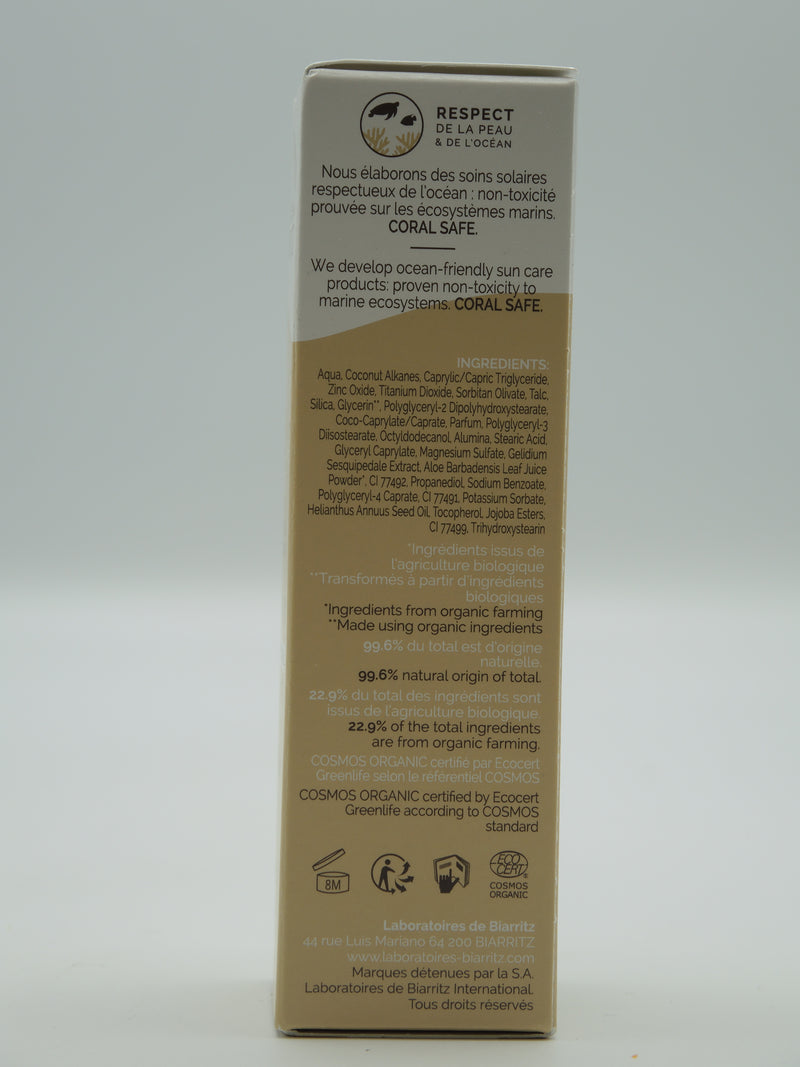 RESPECT
DE LA PEAU
& DE L'OCÉAN
Nous élaborons des soins solaires
respectueux de l'océan : non-toxicité
prouvée sur les écosystèmes marins.
CORAL SAFE.
We develop ocean-friendly sun care
products: proven non-toxicity to
marine ecosystems. CORAL SAFE.
INGREDIENTS:
Aqua, Coconut Alkanes, Caprylic/Capric Triglyceride,
Zinc Oxide, Titanium Dioxide, Sorbitan Olivate, Talc,
Silica, Glycerin**, Polyglyceryl-2 Dipolyhydroxystearate,
Coco-Caprylate/Caprate, Parfum, Polyglyceryl-3
Diisostearate, Octyldodecanol, Alumina, Stearic Acid,
Glyceryl Caprylate, Magnesium Sulfate, Gelidium
Sesquipedale Extract, Aloe Barbadensis Leaf Juice
Powder*, CI 77492, Propanediol, Sodium Benzoate,
Polyglyceryl-4 Caprate, CI 77491, Potassium Sorbate,
Helianthus Annuus Seed Oil, Tocopherol, Jojoba Esters,
CI 77499, Trihydroxystearin
*Ingrédients issus de
l'agriculture biologique
**Transformés à partir d'ingrédients
biologiques
*Ingredients from organic farming
**Made using organic ingredients
99.6% du total est d'origine
naturelle.
99.6% natural origin of total.
22.9% du total des ingrédients sont
issus de l'agriculture biologique.
22.9% of the total ingredients
are from organic farming.
COSMOS ORGANIC certifié par Ecocert
Greenlife selon le référentiel COSMOS
COSMOS ORGANIC certified by Ecocert
Greenlife according to COSMOS
standard
8M
ECO
CERT
COSMOS
ORGANIC
Laboratoires de Biarritz
44 rue Luis Mariano 64 200 BIARRITZ
www.laboratoires-biarritz.com
Marques détenues par la S.A.
Laboratoires de Biarritz International.
Tous droits réservés